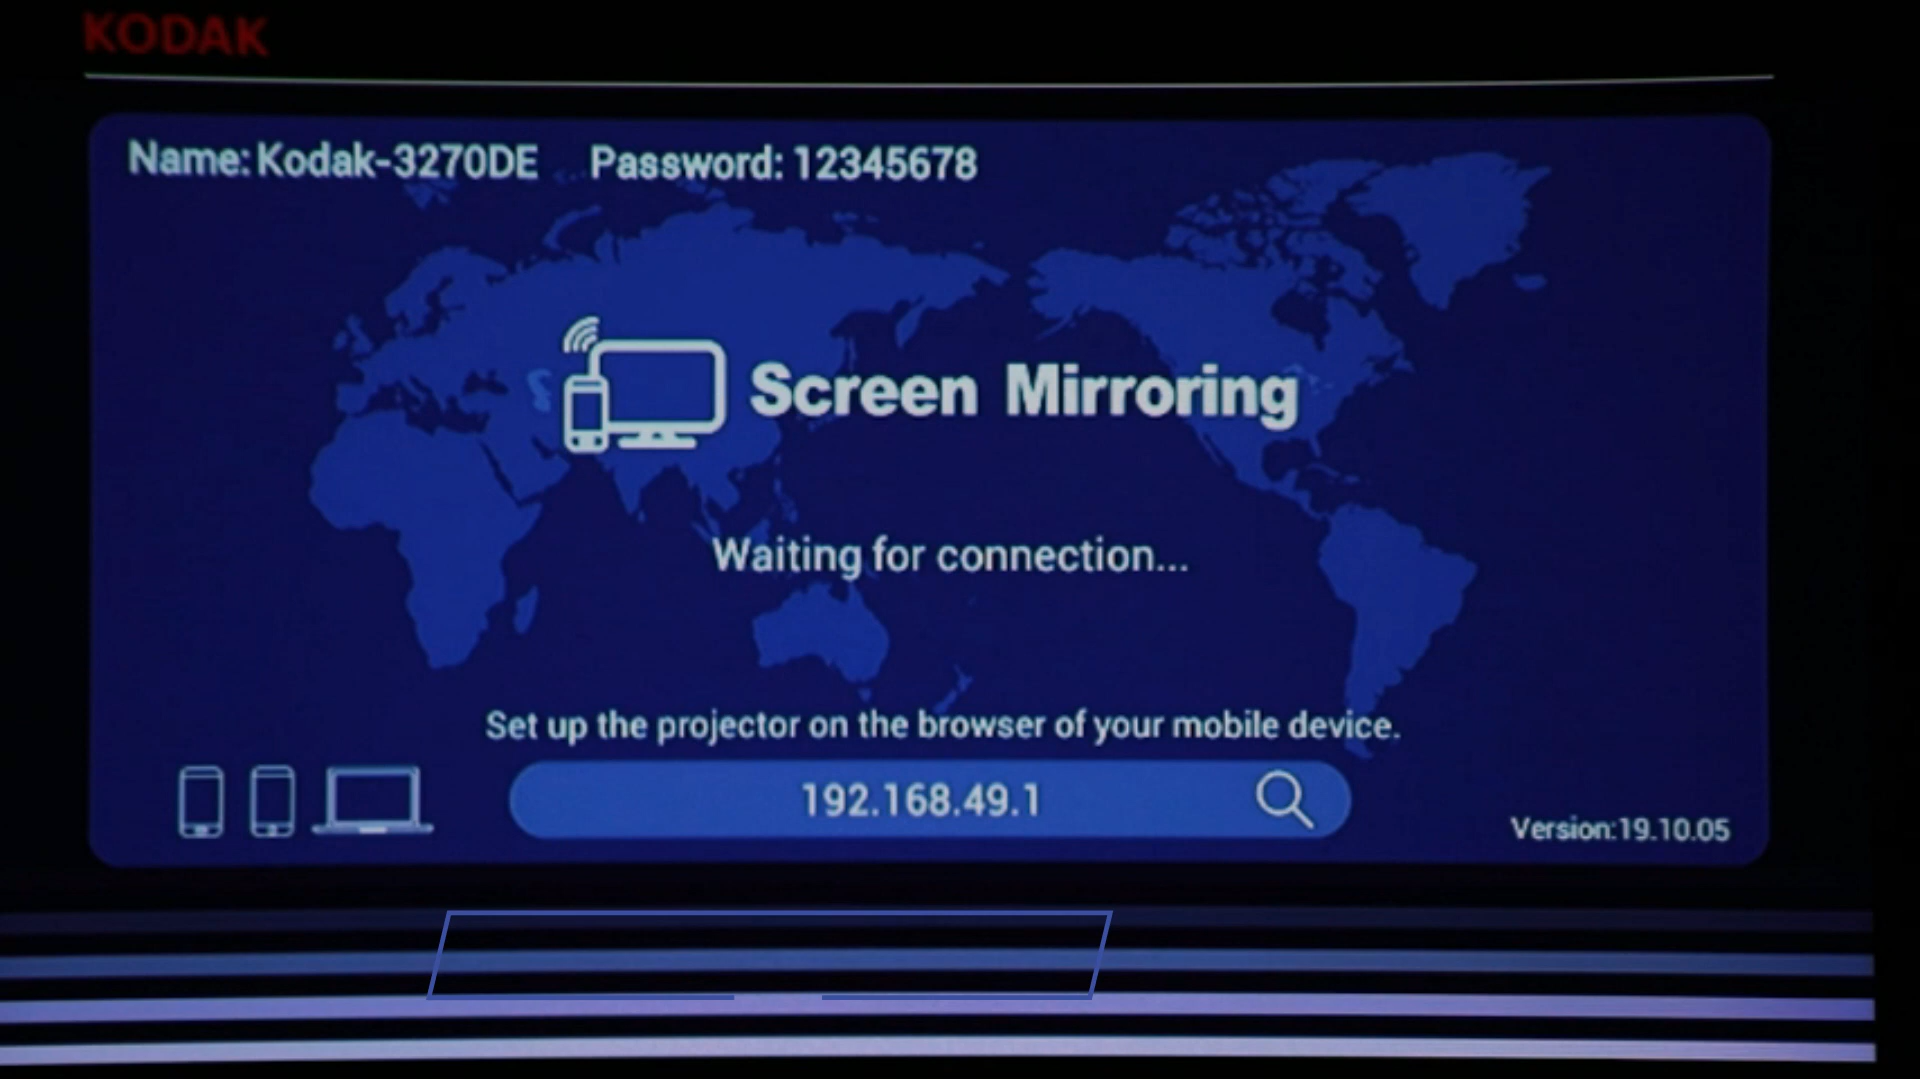 KODAK
Name: Kodak-3270DE Password: 12345678
Screen Mirroring
Waiting for connection...
Set up the projector on the browser of your mobile device.
192.168.49.1
Version:19.10.05